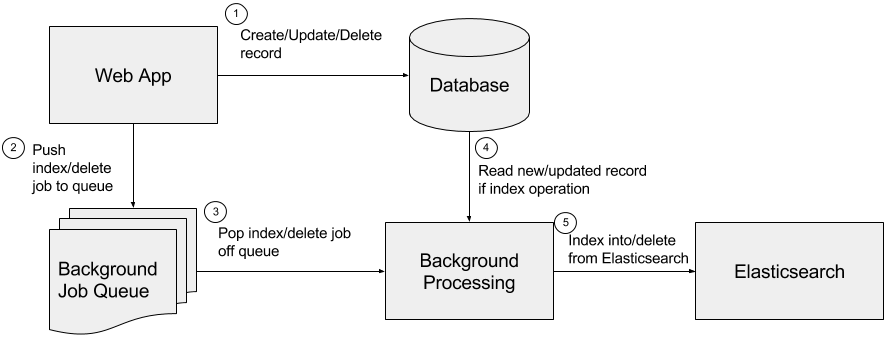 1
Create/Update/Delete
record
Web App
Database
2
Push
index/delete
job to queue
4
Read new/updated record
if index operation
3
Pop index/delete job
off queue
5
Index into/delete
from Elasticsearch
Background
Job Queue
Background
Processing
Elasticsearch